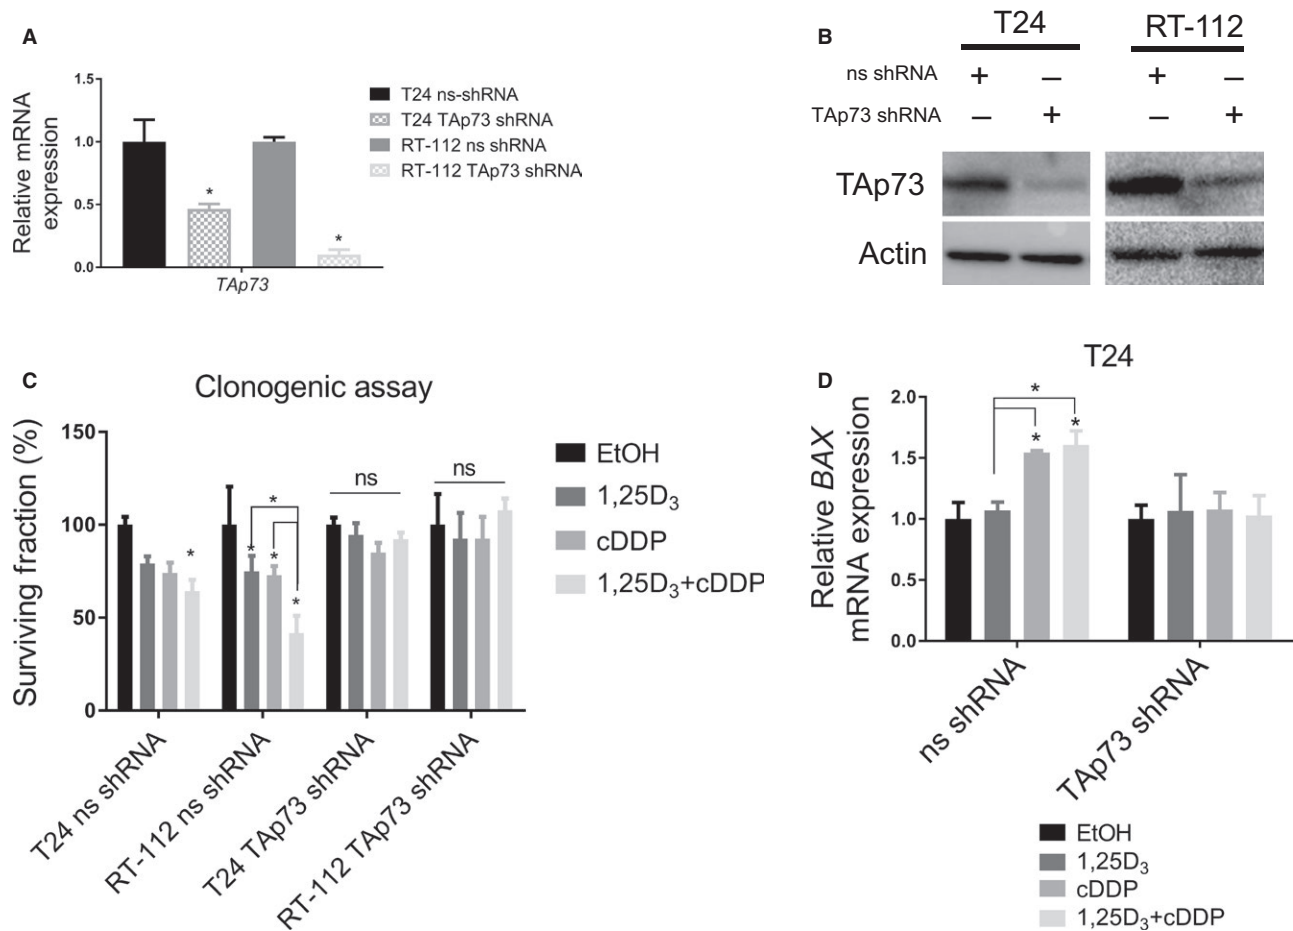 A
Relative mRNA
expression
1.5
1.0
0.5
0.0
*
*
TAp73
T24 ns-shRNA
T24 TAp73 shRNA
RT-112 ns shRNA
RT-112 TAp73 shRNA
B
T24 RT-112
ns shRNA + – + –
TAp73 shRNA – + – +
TAp73
Actin
C
Clonogenic assay
Surviving fraction (%)
150
100
50
0
*
*
*
*
*
ns
ns
T24 ns shRNA
RT-112 ns shRNA
T24 TAp73 shRNA
RT-112 TAp73 shRNA
EtOH
1,25D₃
cDDP
1,25D₃+cDDP
D
T24
Relative BAX
mRNA expression
2.0
1.5
1.0
0.5
0.0
*
*
*
ns shRNA
TAp73 shRNA
EtOH
1,25D₃
cDDP
1,25D₃+cDDP